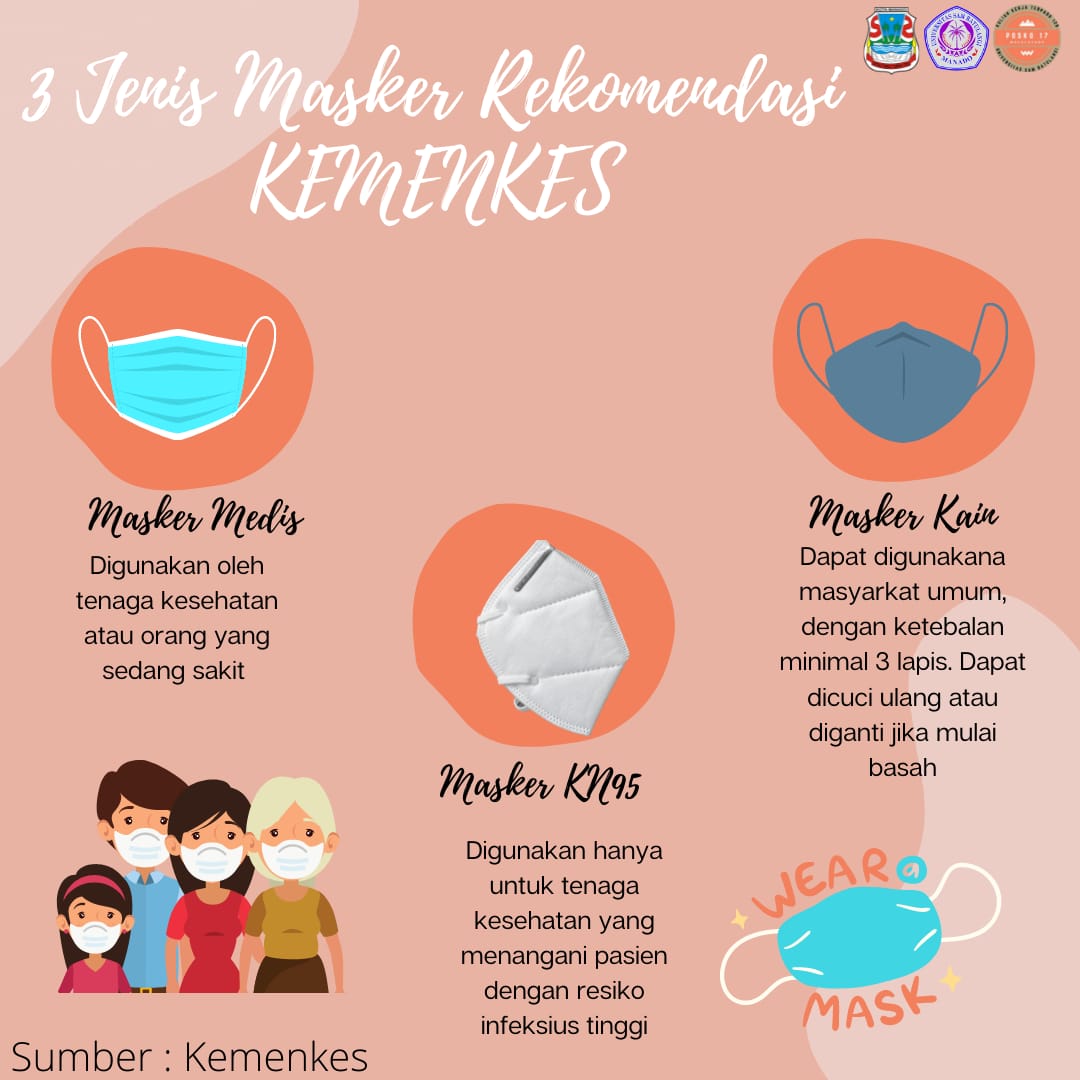 3 Jenis Masker Rekomendasi
KEMENKES
UNIVERSITAS SAM RATULANGI
MANADO
POSKO 17
UNIVERSITAS SAM RATULANGI
Masker Medis
Digunakan oleh
tenaga kesehatan
atau orang yang
sedang sakit
Masker KN95
Digunakan hanya
untuk tenaga
kesehatan yang
menangani pasien
dengan resiko
infeksius tinggi
Masker Kain
Dapat digunakana
masyarkat umum,
dengan ketebalan
minimal 3 lapis. Dapat
dicuci ulang atau
diganti jika mulai
basah
WEAR a
MASK
Sumber : Kemenkes